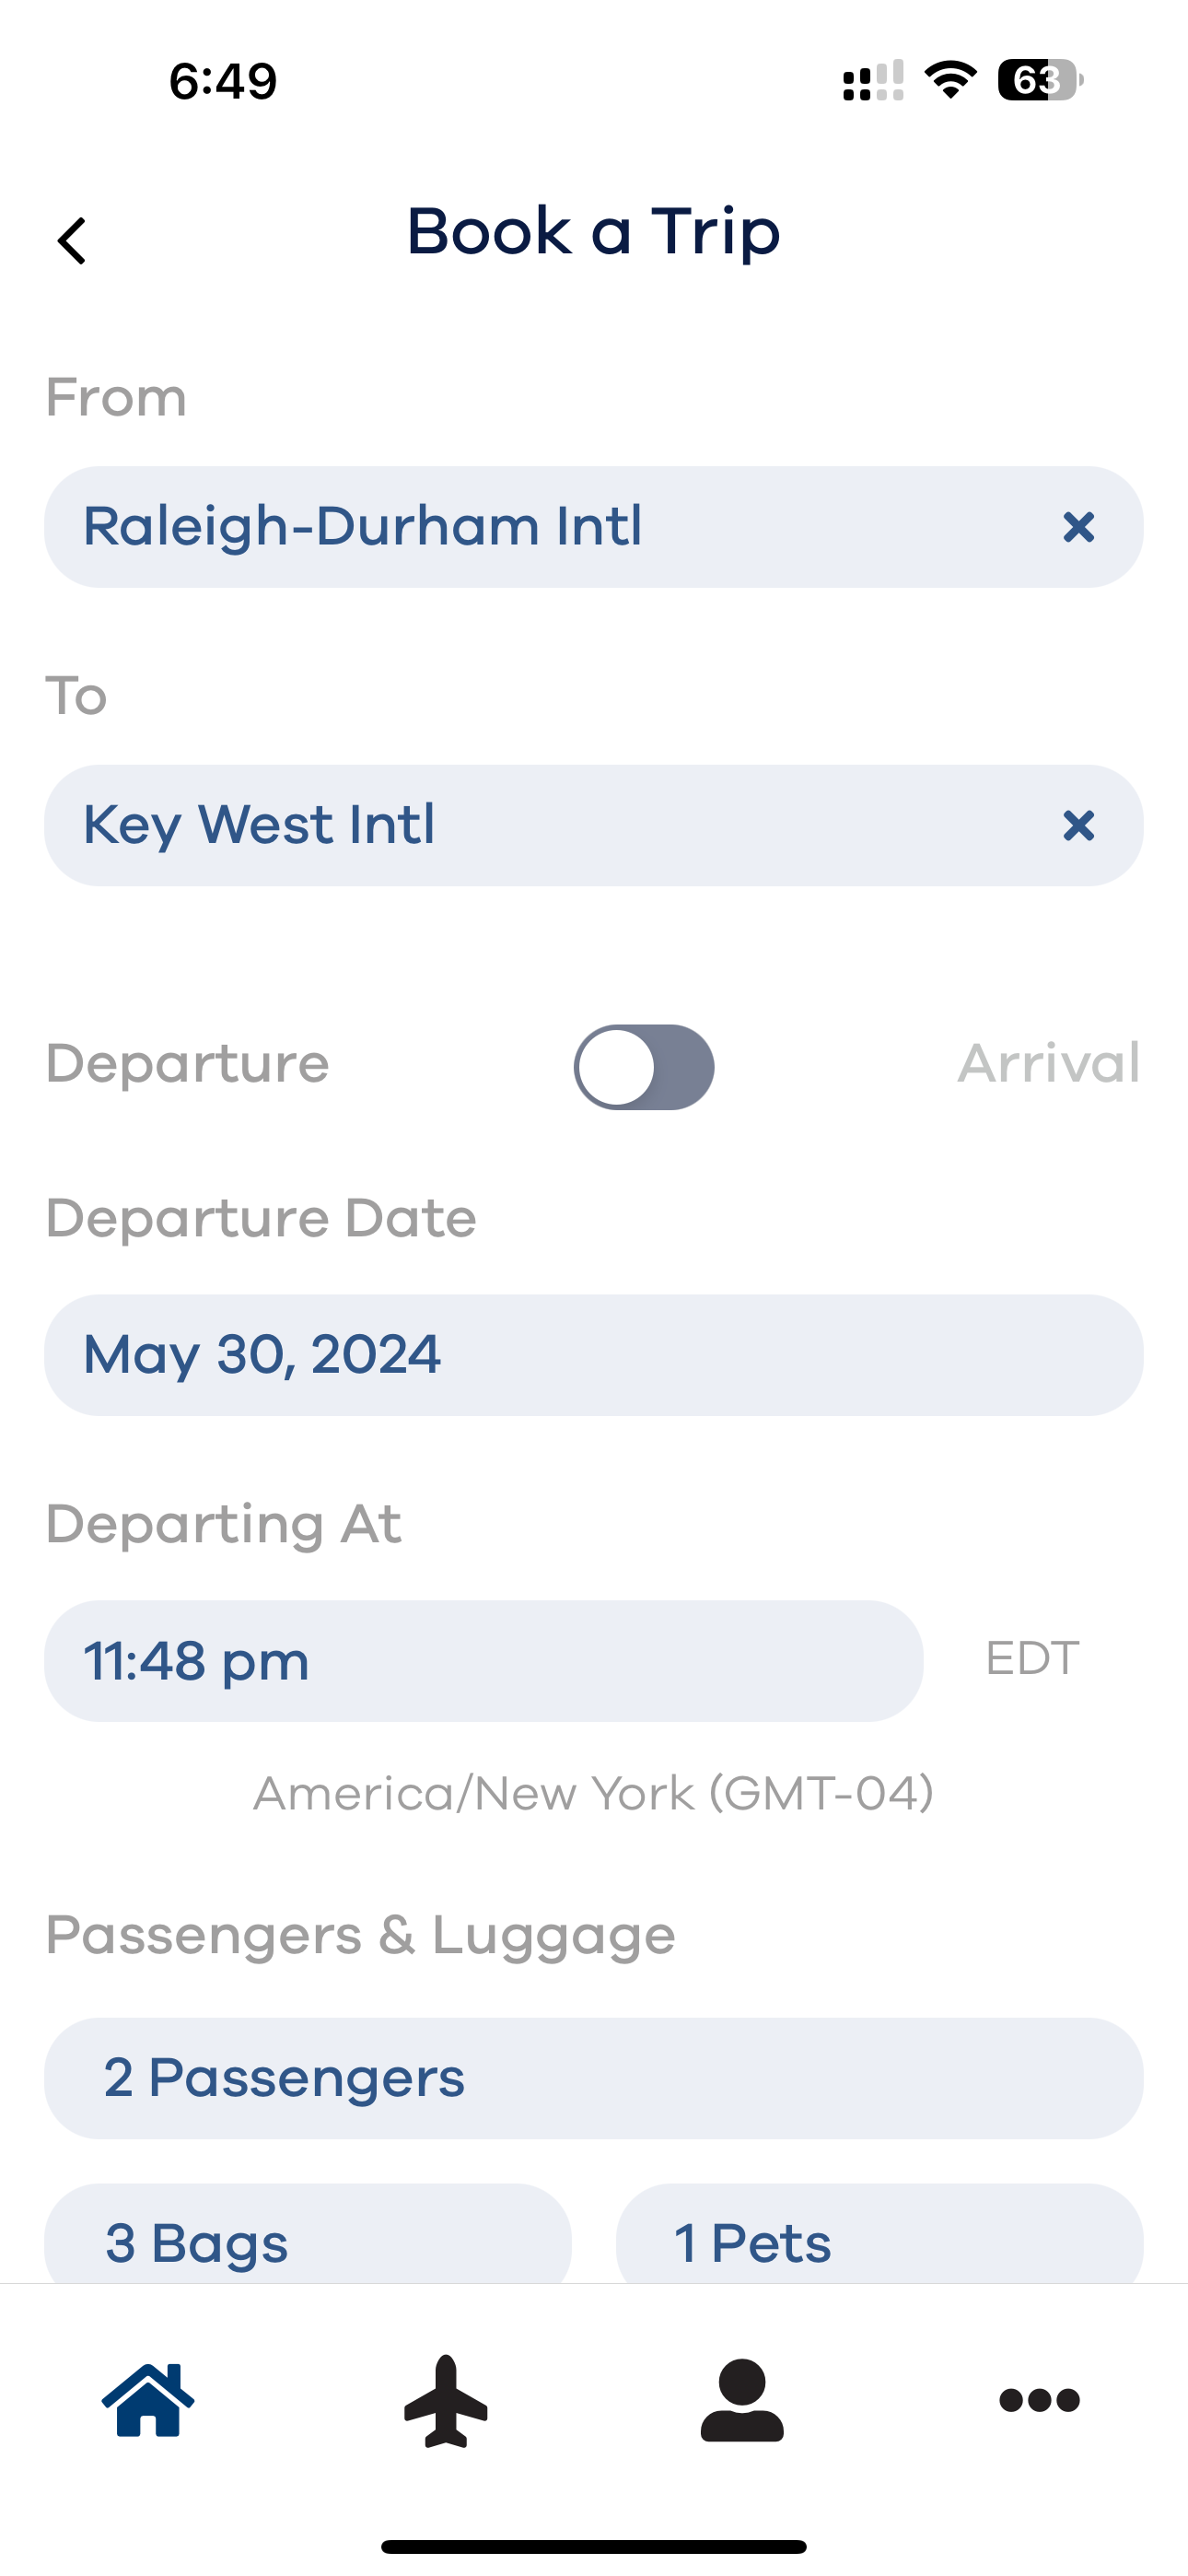 6:49
63
Book a Trip
From
Raleigh-Durham Intl
To
Key West Intl
Departure
Arrival
Departure Date
May 30, 2024
Departing At
11:48 pm
EDT
America/New York (GMT-04)
Passengers & Luggage
2 Passengers
3 Bags
1 Pets